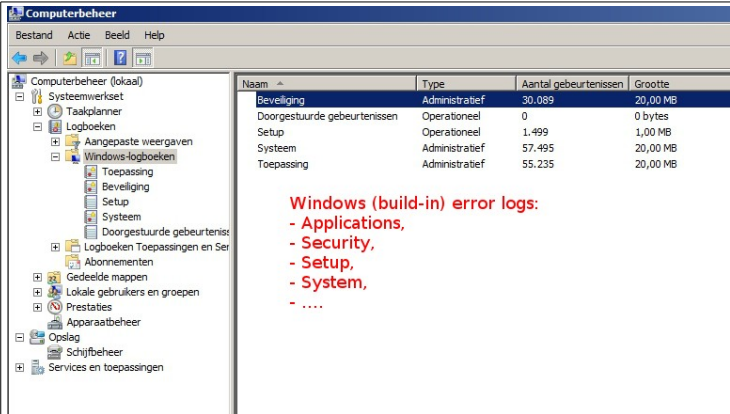 Computerbeheer
Bestand Actie Beeld Help
Computerbeheer (lokaal)
Systeemwerkset
Taakplanner
Logboeken
Aangepaste weergaven
Windows-logboeken
Toepassing
Beveiliging
Setup
Systeem
Doorgestuurde gebeurteniss
Logboeken Toepassingen en Ser
Abonnementen
Gedeelde mappen
Lokale gebruikers en groepen
Prestaties
Apparaatbeheer
Opslag
Schijfbeheer
Services en toepassingen
Naam Type Aantal gebeurtenissen Grootte
Beveiliging Administratief 30.089 20,00 MB
Doorgestuurde gebeurtenissen Operationeel 0 0 bytes
Setup Operationeel 1.499 1,00 MB
Systeem Administratief 57.495 20,00 MB
Toepassing Administratief 55.235 20,00 MB
Windows (build-in) error logs:
- Applications,
- Security,
- Setup,
- System,
- ....